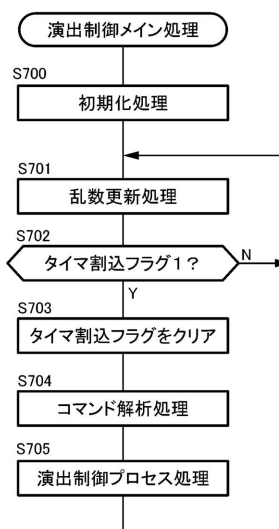 演出制御メイン処理
S700
初期化処理
S701
乱数更新処理
S702
タイマ割込フラグ1?
N
Y
S703
タイマ割込フラグをクリア
S704
コマンド解析処理
S705
演出制御プロセス処理